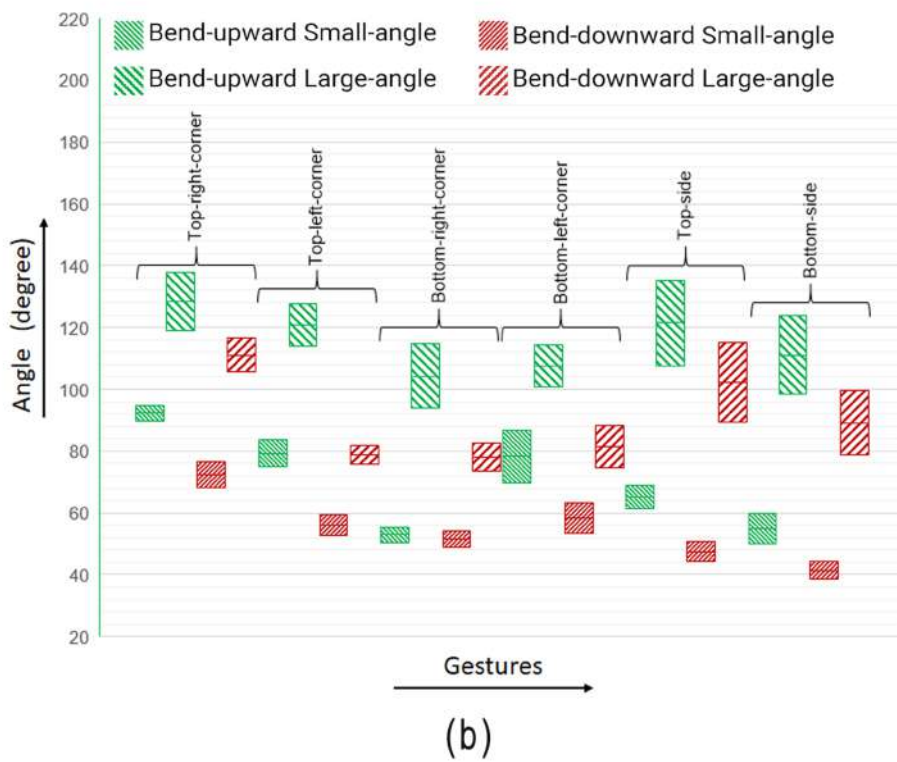 220
200
180
160
140
120
100
80
60
40
20
Angle (degree)
Bend-upward Small-angle
Bend-downward Small-angle
Bend-upward Large-angle
Bend-downward Large-angle
Top-right-corner
Top-left-corner
Bottom-right-corner
Bottom-left-corner
Top-side
Bottom-side
Gestures
(b)